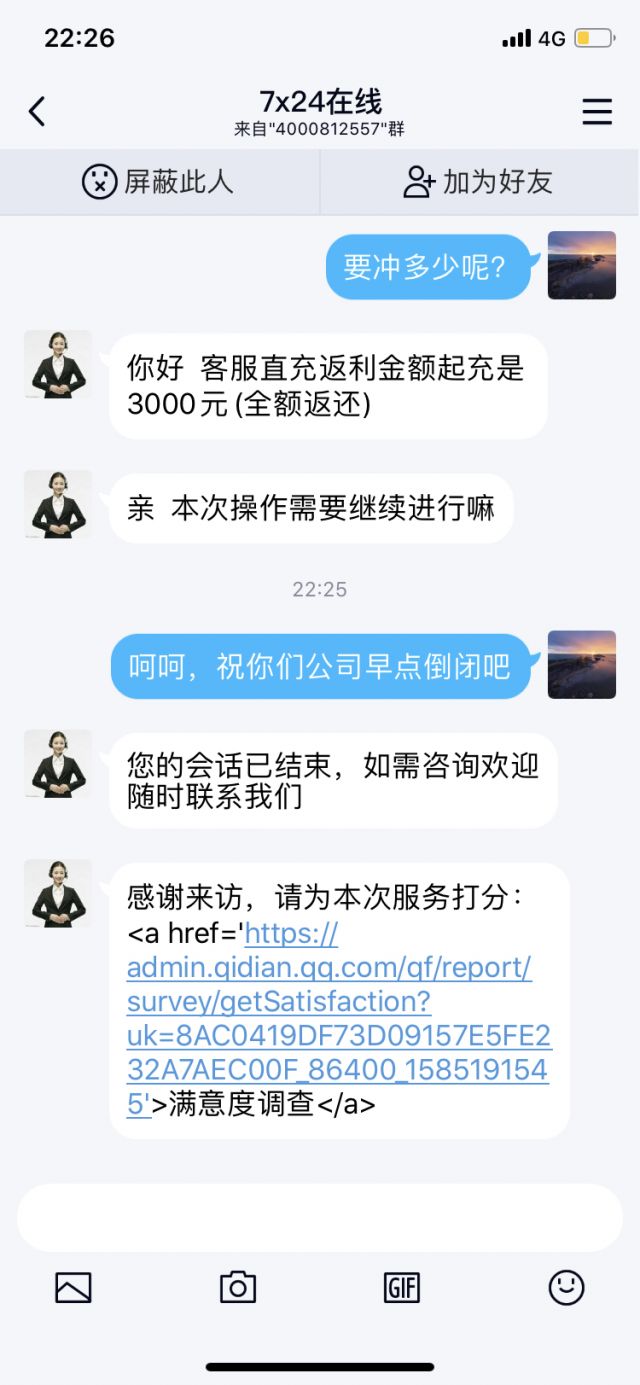 22:26
4G
7x24在线
来自"4000812557"群
屏蔽此人
加为好友
要冲多少呢?
你好 客服直充返利金额起充是
3000元(全额返还)
亲 本次操作需要继续进行嘛
22:25
呵呵，祝你们公司早点倒闭吧
您的会话已结束，如需咨询欢迎
随时联系我们
感谢来访，请为本次服务打分：
<a href='https://
admin.qidian.qq.com/qf/report/
survey/getSatisfaction?
uk=8AC0419DF73D09157E5FE2
32A7AEC00F_86400_158519154
5'>满意度调查</a>
GIF